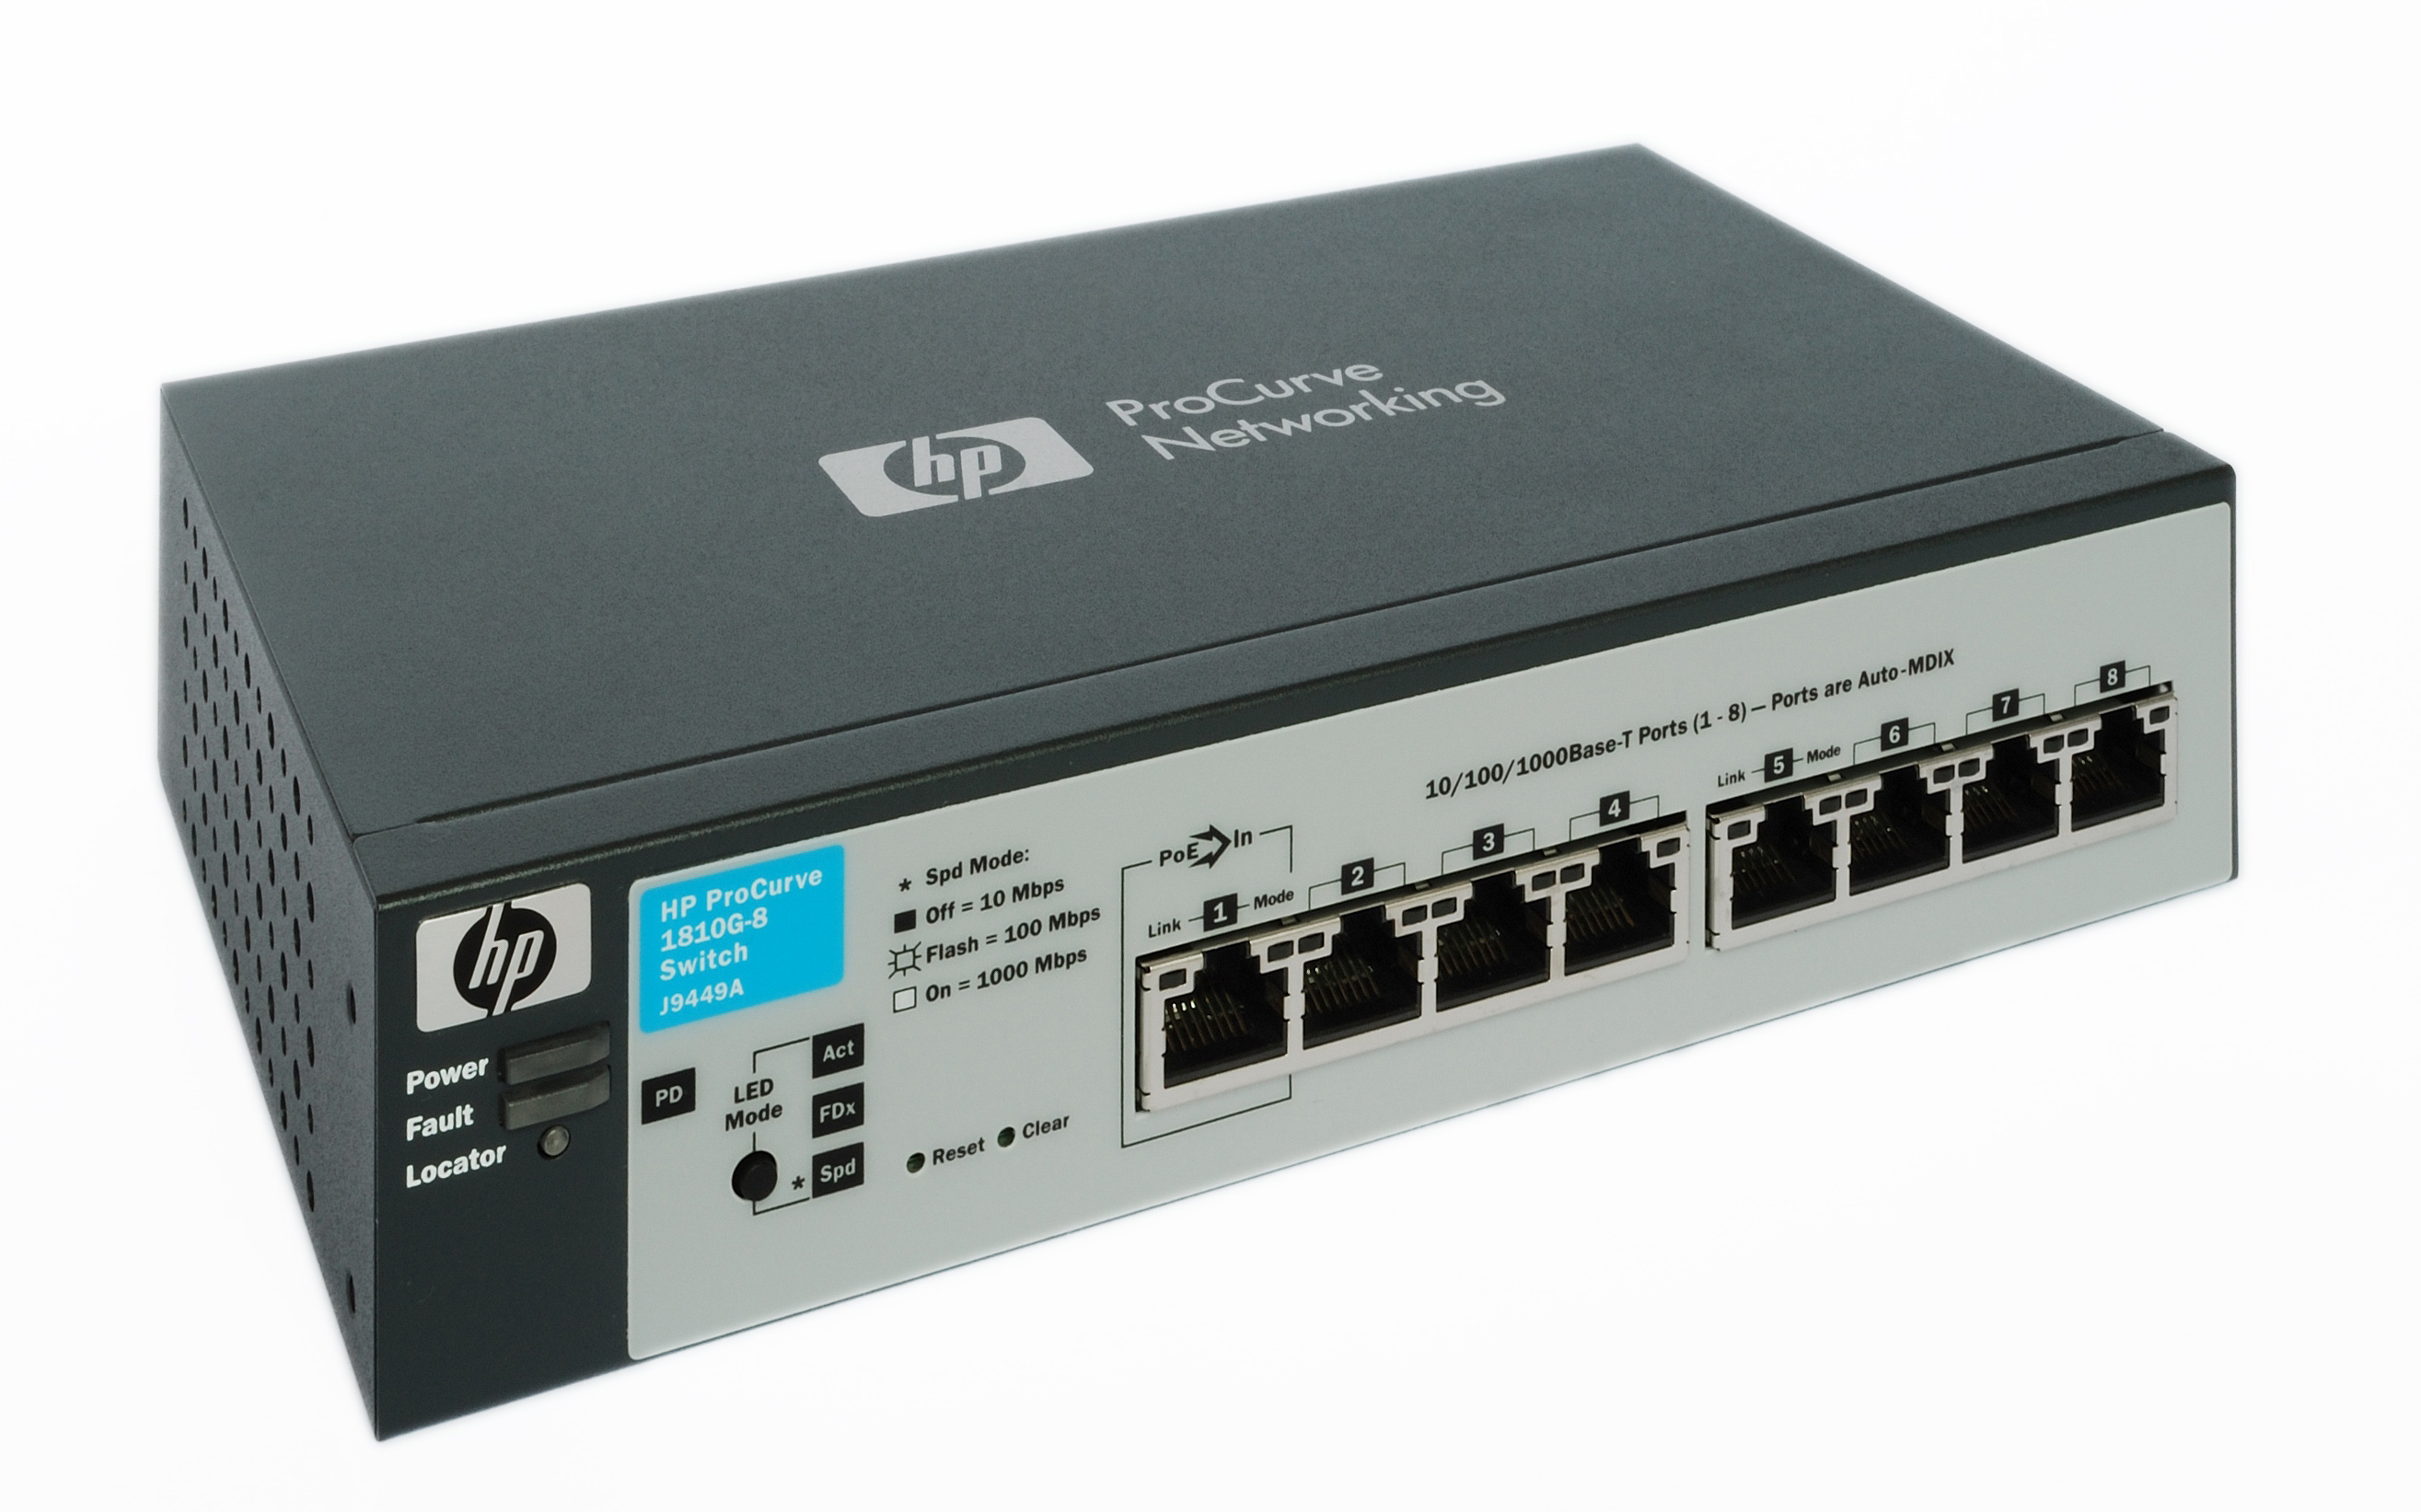 hp
ProCurve
Networking
10/100/1000Base-T Ports (1 - 8) — Ports are Auto-MDIX
hp
Power
Fault
Locator
HP ProCurve
1810G-8
Switch
J9449A
PD
LED
Mode
Act
FDx
* Spd
* Spd Mode:
Off = 10 Mbps
Flash = 100 Mbps
On = 1000 Mbps
Reset
Clear
PoE In
Link 1 Mode
2
3
4
Link 5 Mode
6
7
8